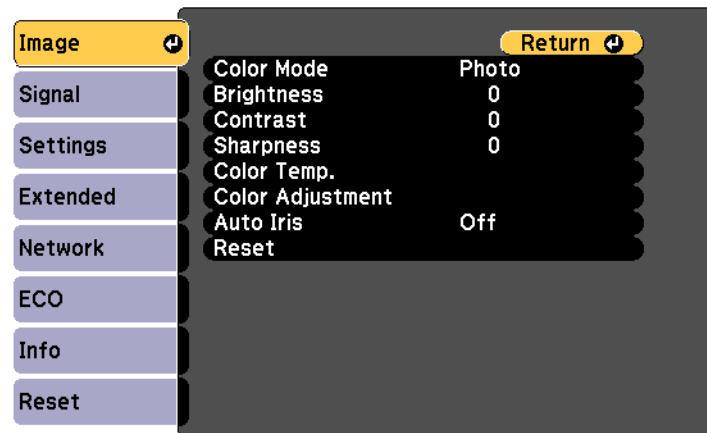 Image
Signal
Settings
Extended
Network
ECO
Info
Reset
Return
Color Mode Photo
Brightness 0
Contrast 0
Sharpness 0
Color Temp.
Color Adjustment
Auto Iris Off
Reset